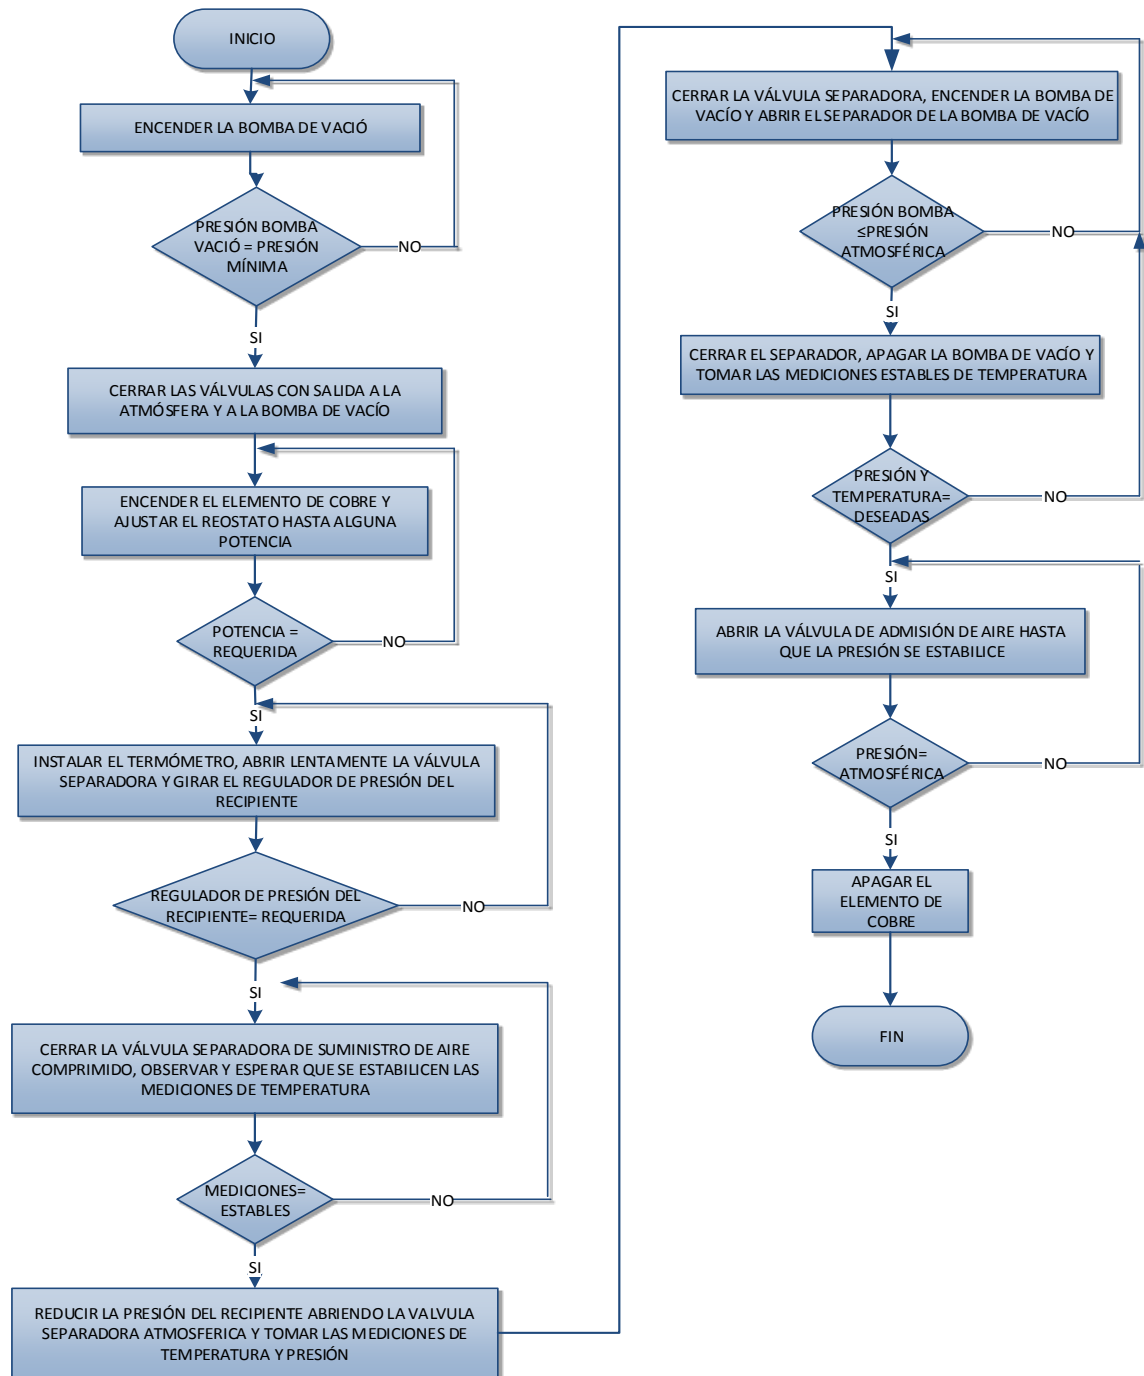 INICIO
ENCENDER LA BOMBA DE VACIÓ
PRESIÓN BOMBA
VACIÓ = PRESIÓN
MÍNIMA
NO
SI
CERRAR LAS VÁLVULAS CON SALIDA A LA
ATMÓSFERA Y A LA BOMBA DE VACÍO
ENCENDER EL ELEMENTO DE COBRE Y
AJUSTAR EL REOSTATO HASTA ALGUNA
POTENCIA
POTENCIA =
REQUERIDA
NO
SI
INSTALAR EL TERMÓMETRO, ABRIR LENTAMENTE LA VÁLVULA
SEPARADORA Y GIRAR EL REGULADOR DE PRESIÓN DEL
RECIPIENTE
REGULADOR DE PRESIÓN DEL
RECIPIENTE= REQUERIDA
NO
SI
CERRAR LA VÁLVULA SEPARADORA DE SUMINISTRO DE AIRE
COMPRIMIDO, OBSERVAR Y ESPERAR QUE SE ESTABILICEN LAS
MEDICIONES DE TEMPERATURA
MEDICIONES=
ESTABLES
NO
SI
REDUCIR LA PRESIÓN DEL RECIPIENTE ABRIENDO LA VALVULA
SEPARADORA ATMOSFERICA Y TOMAR LAS MEDICIONES DE
TEMPERATURA Y PRESIÓN
CERRAR LA VÁLVULA SEPARADORA, ENCENDER LA BOMBA DE
VACÍO Y ABRIR EL SEPARADOR DE LA BOMBA DE VACÍO
PRESIÓN BOMBA
≤PRESIÓN
ATMOSFÉRICA
NO
SI
CERRAR EL SEPARADOR, APAGAR LA BOMBA DE VACÍO Y
TOMAR LAS MEDICIONES ESTABLES DE TEMPERATURA
PRESIÓN Y
TEMPERATURA=
DESEADAS
NO
SI
ABRIR LA VÁLVULA DE ADMISIÓN DE AIRE HASTA
QUE LA PRESIÓN SE ESTABILICE
PRESIÓN=
ATMOSFÉRICA
NO
SI
APAGAR EL
ELEMENTO DE
COBRE
FIN